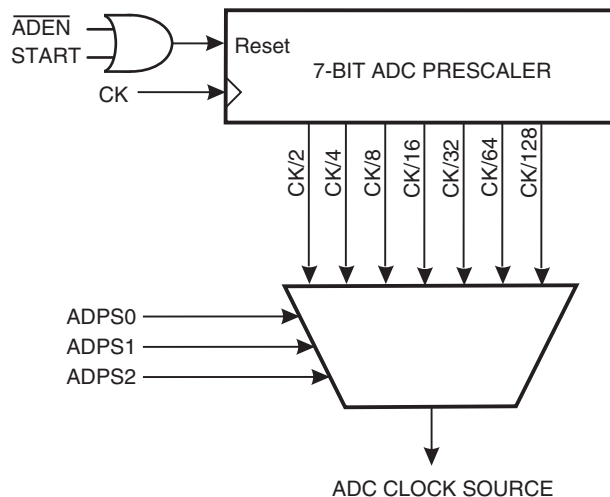 ADEN
START
Reset
7-BIT ADC PRESCALER
CK
CK/2
CK/4
CK/8
CK/16
CK/32
CK/64
CK/128
ADPS0
ADPS1
ADPS2
ADC CLOCK SOURCE